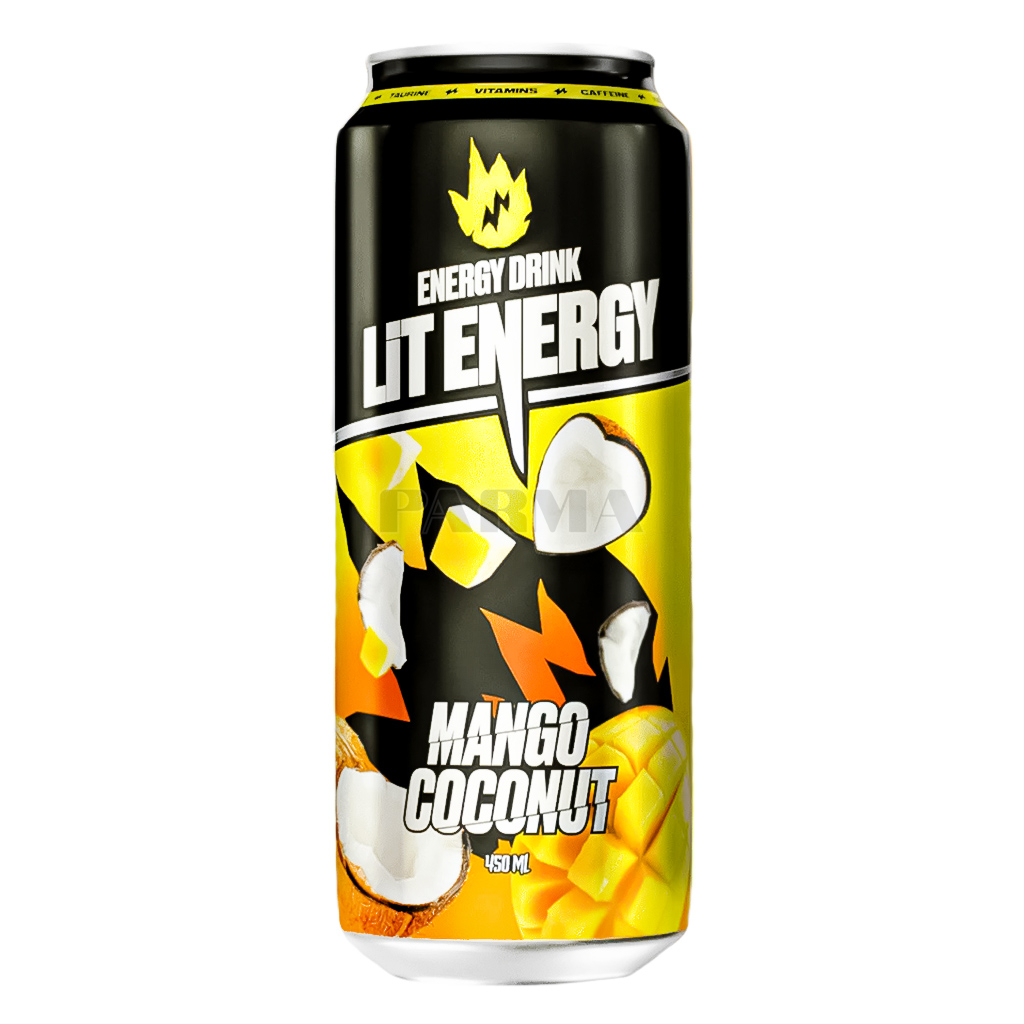 TAURINE VITAMINS CAFFEINE
ENERGY DRINK
LIT ENERGY
PARMA
MANGO
COCONUT
450 ML